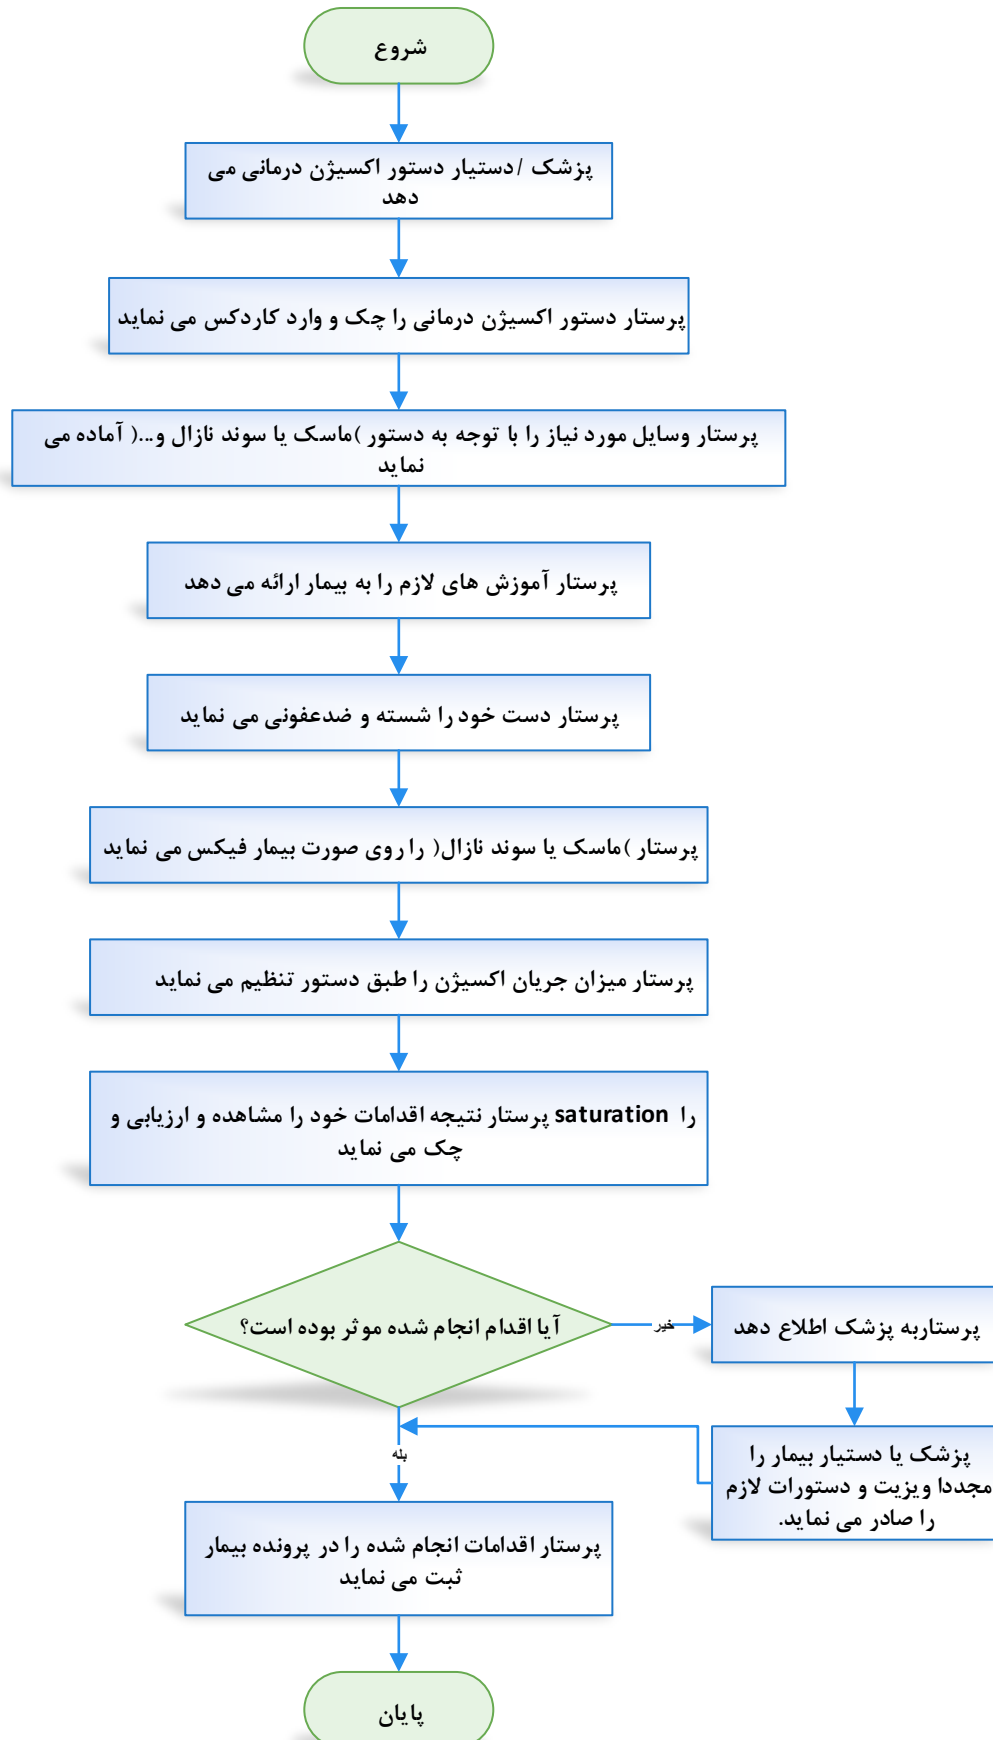 شروع
پزشک /دستیار دستور اکسیژن درمانی می
دهد
پرستار دستور اکسیژن درمانی را چک و وارد کاردکس می نماید
پرستار وسایل مورد نیاز را با توجه به دستور )ماسک یا سوند نازال و...( آماده می
نماید
پرستار آموزش های لازم را به بیمار ارائه می دهد
پرستار دست خود را شسته و ضدعفونی می نماید
پرستار )ماسک یا سوند نازال( را روی صورت بیمار فیکس می نماید
پرستار میزان جریان اکسیژن را طبق دستور تنظیم می نماید
را saturation پرستار نتیجه اقدامات خود را مشاهده و ارزیابی و
چک می نماید
آیا اقدام انجام شده موثر بوده است؟
خیر
پرستاربه پزشک اطلاع دهد
پزشک یا دستیار بیمار را
مجددا ویزیت و دستورات لازم
را صادر می نماید.
بله
پرستار اقدامات انجام شده را در پرونده بیمار
ثبت می نماید
پایان